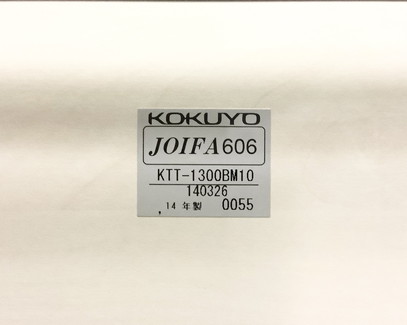 KOKUYO
JOIFA606
KTT-1300BM10
140326
,14 年製 0055